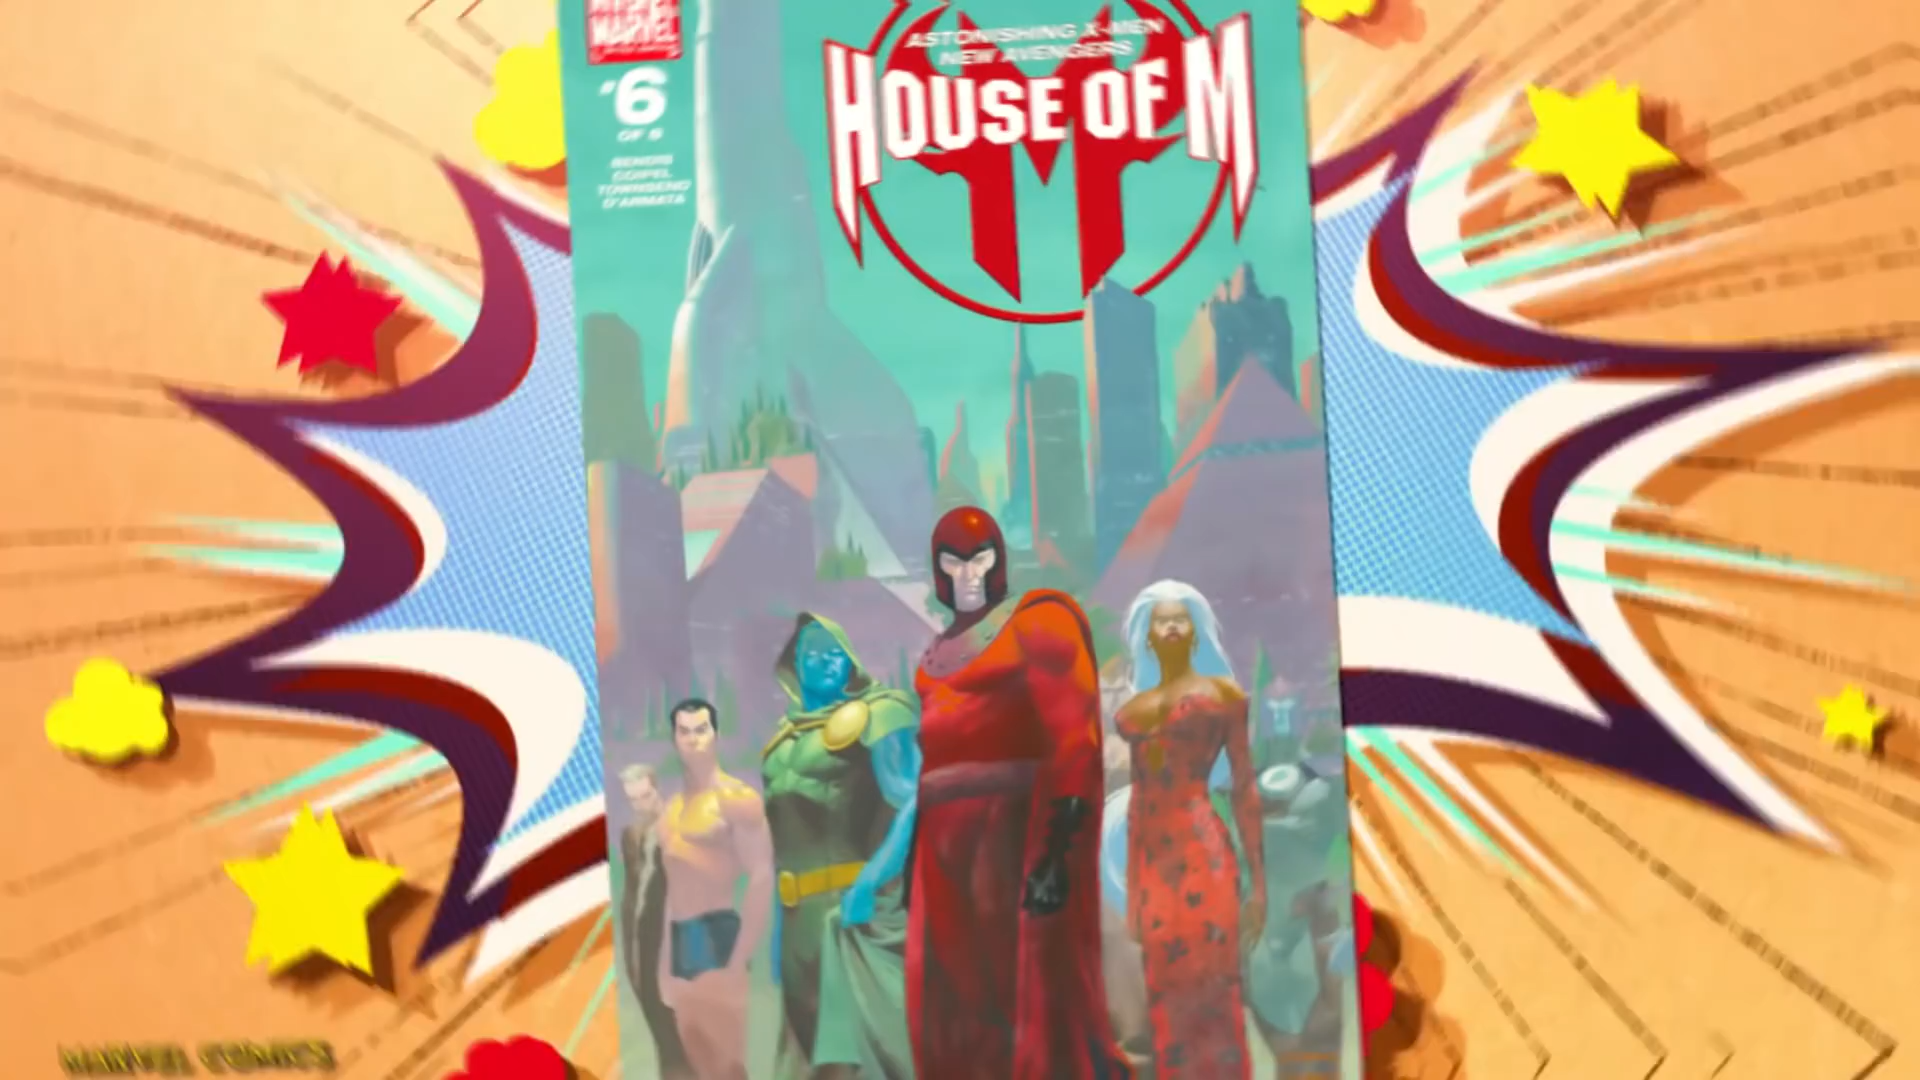 MARVEL
ASTONISHING X-MEN
NEW AVENGERS
HOUSE OF M
#6
OF 8
BENDIS
COIPEL
TOWNSEND
D'ARMATA
MARVEL COMICS